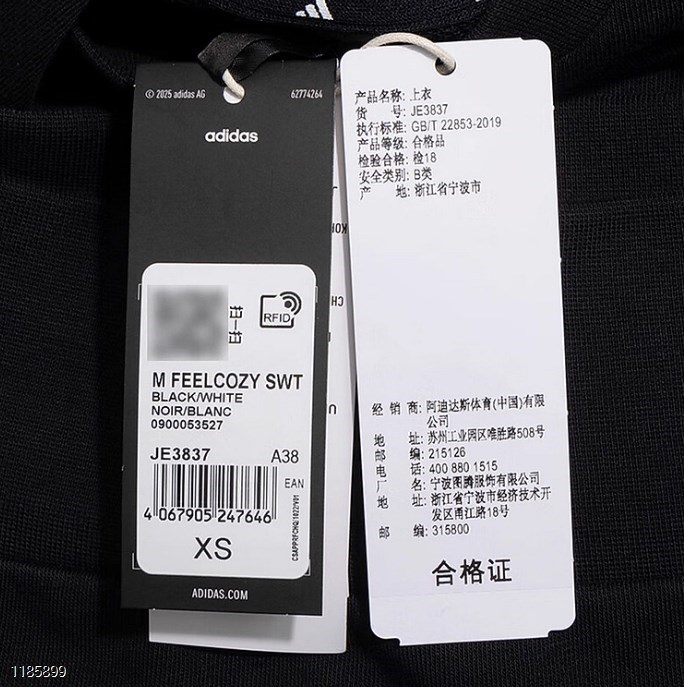 © 2025 adidas AG
62774264
adidas
RFID
M FEELCOZY SWT
BLACK/WHITE
NOIR/BLANC
0900053527
JE3837 A38
EAN
4 067905 247646
XS
ADIDAS.COM
产品名称: 上衣
货 号: JE3837
执行标准: GB/T 22853-2019
产品等级: 合格品
检验合格: 检18
安全类别: B类
产 地: 浙江省宁波市
经 销 商: 阿迪达斯体育(中国)有限
公司
地 址: 苏州工业园区唯胜路508号
邮 编: 215126
电 话: 400 880 1515
厂 名: 宁波图腾服饰有限公司
地 址: 浙江省宁波市经济技术开
发区甬江路18号
邮 编: 315800
合格证
1185899